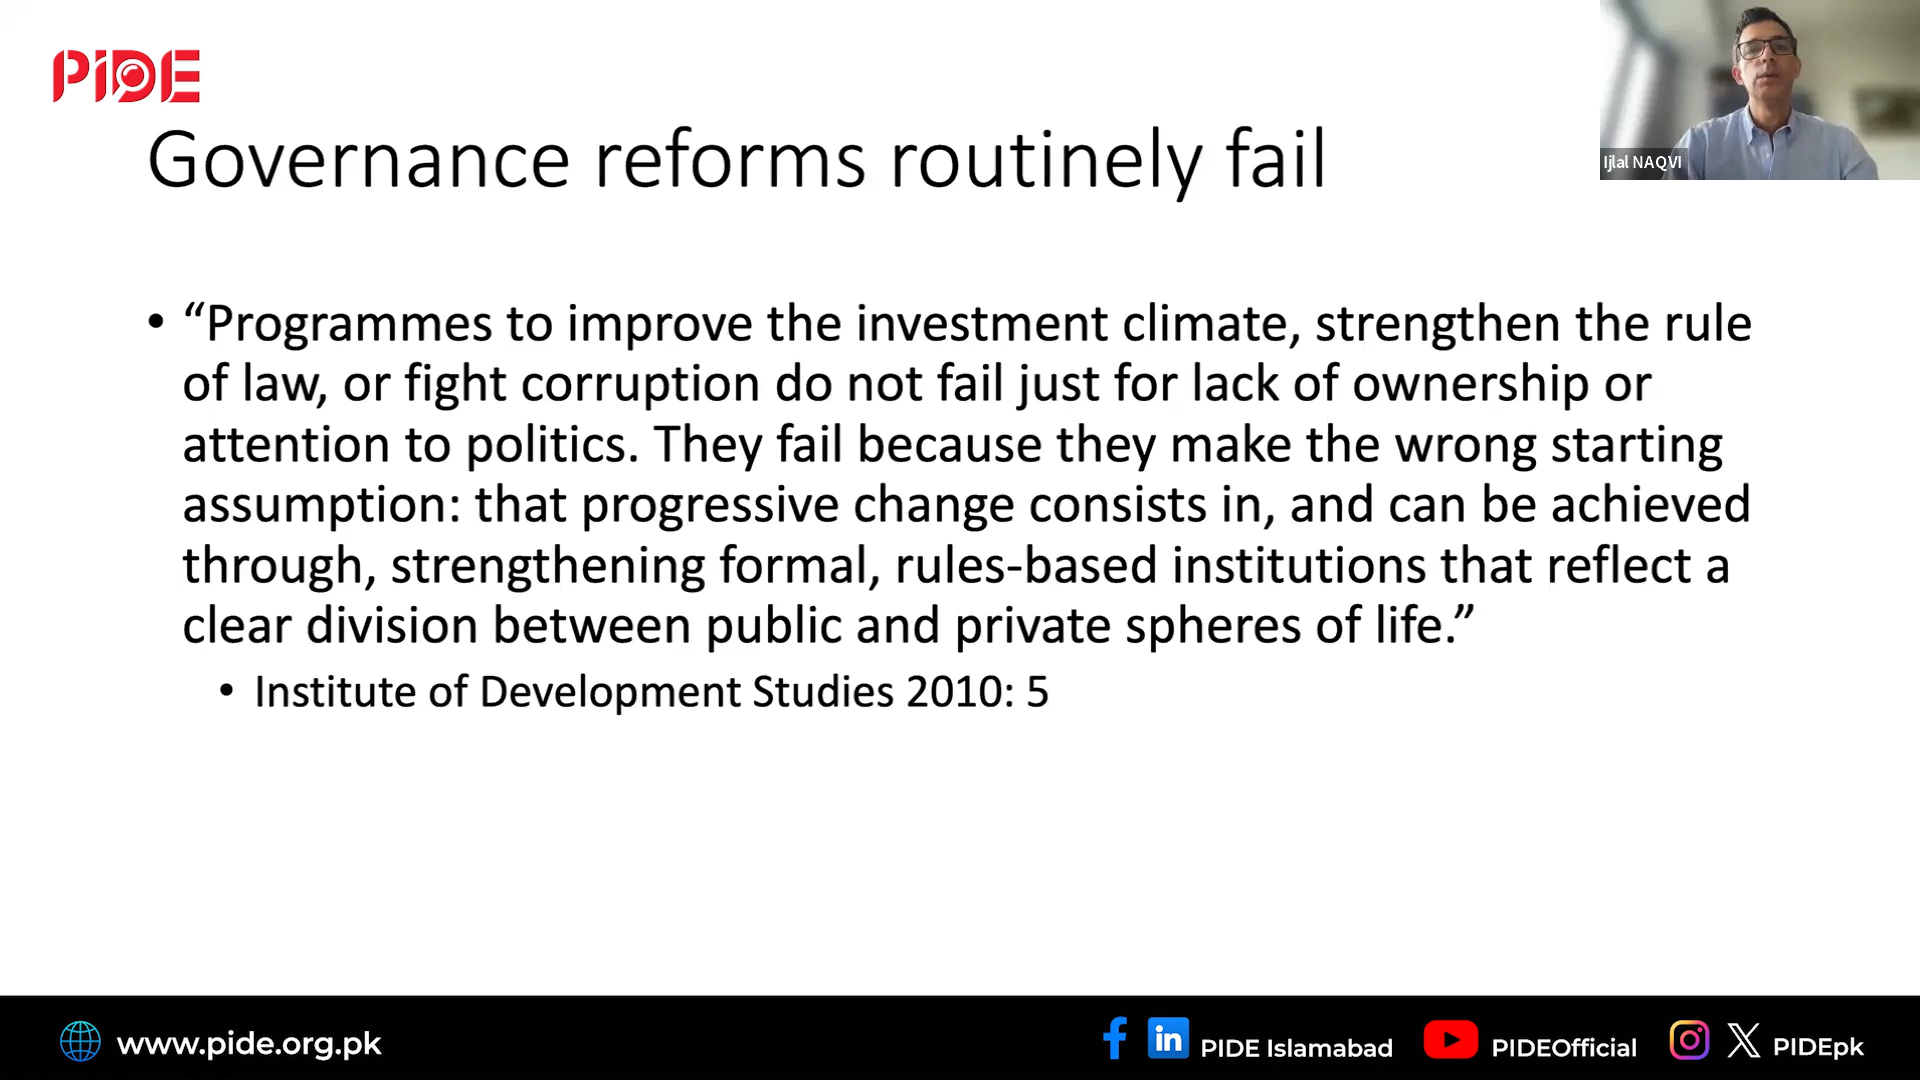 PIDE
Governance reforms routinely fail
Ijlal NAQVI
• “Programmes to improve the investment climate, strengthen the rule
of law, or fight corruption do not fail just for lack of ownership or
attention to politics. They fail because they make the wrong starting
assumption: that progressive change consists in, and can be achieved
through, strengthening formal, rules-based institutions that reflect a
clear division between public and private spheres of life.”
• Institute of Development Studies 2010: 5
www.pide.org.pk
PIDE Islamabad
PIDEOfficial
PIDEpk